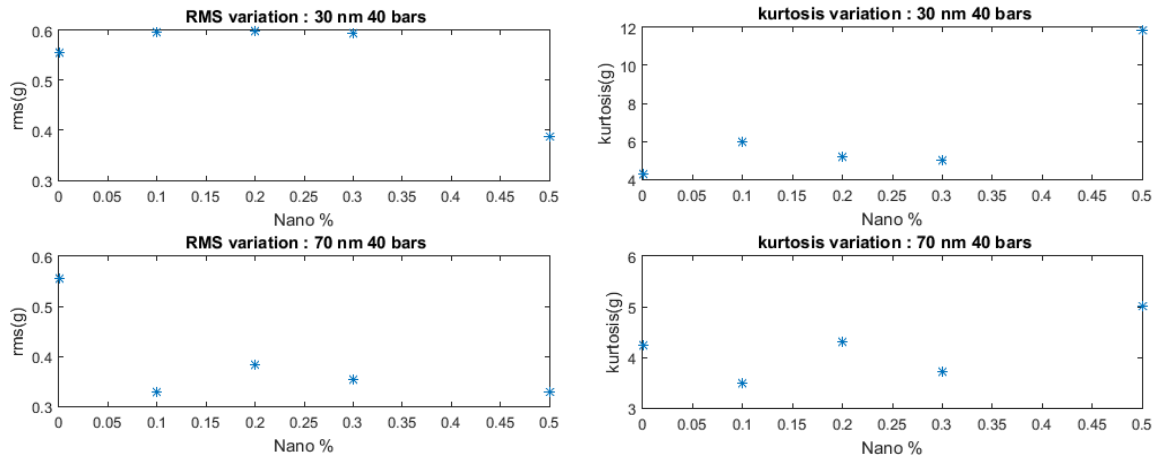 RMS variation : 30 nm 40 bars
0.6
0.5
0.4
0.3
rms(g)
0 0.05 0.1 0.15 0.2 0.25 0.3 0.35 0.4 0.45 0.5
Nano %
kurtosis variation : 30 nm 40 bars
12
10
8
6
4
kurtosis(g)
0 0.05 0.1 0.15 0.2 0.25 0.3 0.35 0.4 0.45 0.5
Nano %
RMS variation : 70 nm 40 bars
0.6
0.5
0.4
0.3
rms(g)
0 0.05 0.1 0.15 0.2 0.25 0.3 0.35 0.4 0.45 0.5
Nano %
kurtosis variation : 70 nm 40 bars
6
5
4
3
kurtosis(g)
0 0.05 0.1 0.15 0.2 0.25 0.3 0.35 0.4 0.45 0.5
Nano %